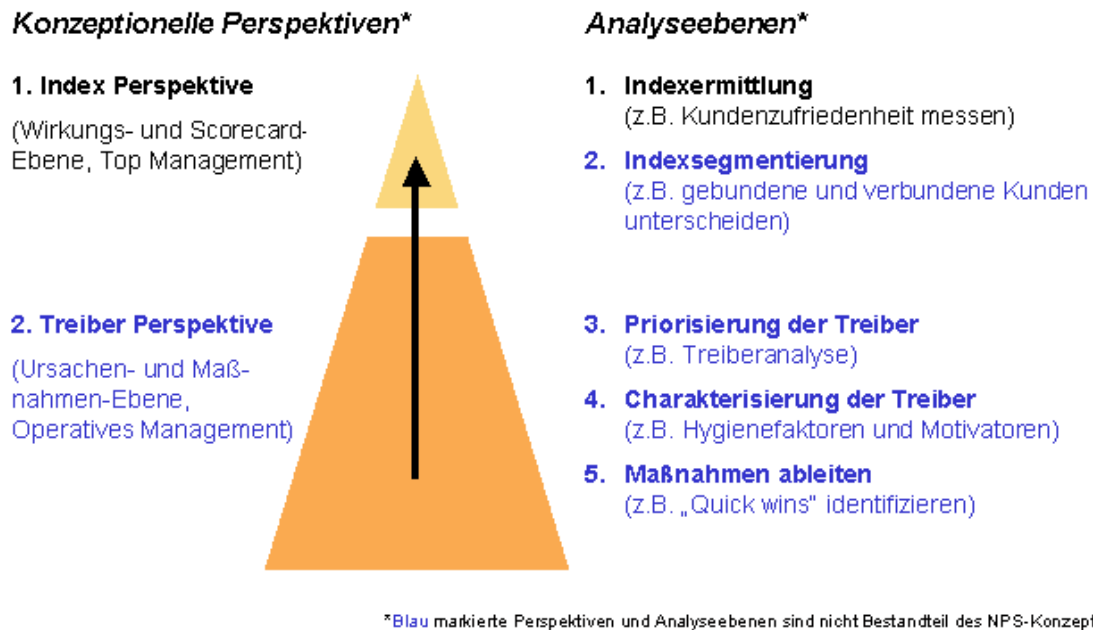 Konzeptionelle Perspektiven*
1. Index Perspektive
(Wirkungs- und Scorecard-
Ebene, Top Management)
2. Treiber Perspektive
(Ursachen- und Maß-
nahmen-Ebene,
Operatives Management)
Analyseebenen*
1. Indexermittlung
(z.B. Kundenzufriedenheit messen)
2. Indexsegmentierung
(z.B. gebundene und verbundene Kunden
unterscheiden)
3. Priorisierung der Treiber
(z.B. Treiberanalyse)
4. Charakterisierung der Treiber
(z.B. Hygienefaktoren und Motivatoren)
5. Maßnahmen ableiten
(z.B. „Quick wins" identifizieren)
*Blau markierte Perspektiven und Analyseebenen sind nicht Bestandteil des NPS-Konzept